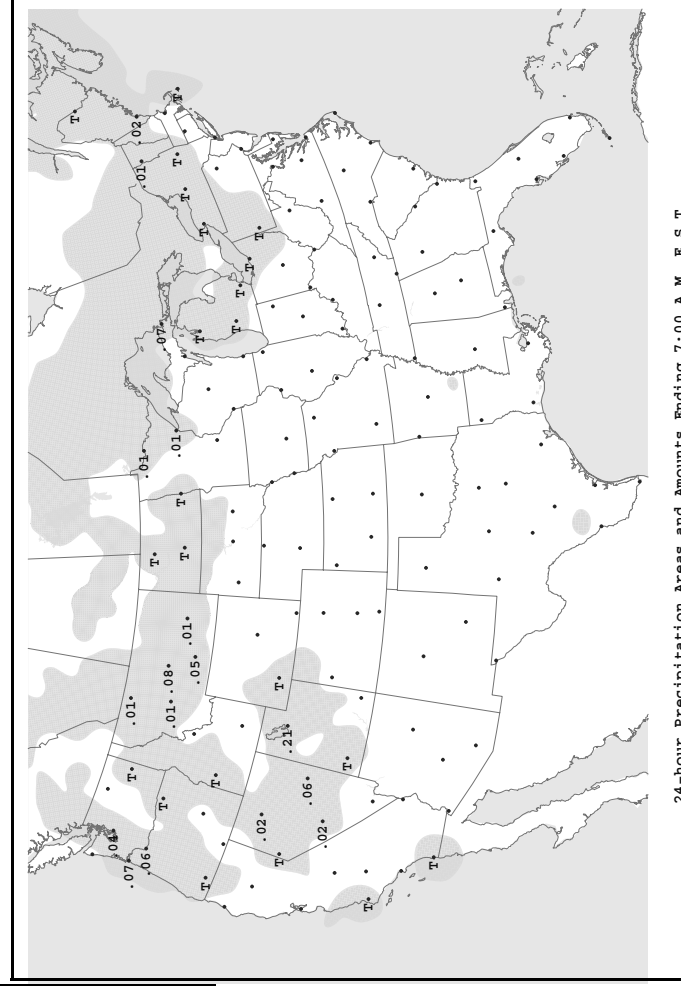 T
.04
.07
.01
T
.02
.01
.01
.06
T
.07
T
.08
.01
.01
T
T
T
T
T
.01
.05
T
T
T
T
T
T
T
T
.02
T
T
.21
.06
.02
T
T
T
24-hour Precipitation Areas and Amounts Ending 7:00 A.M. E.S.T